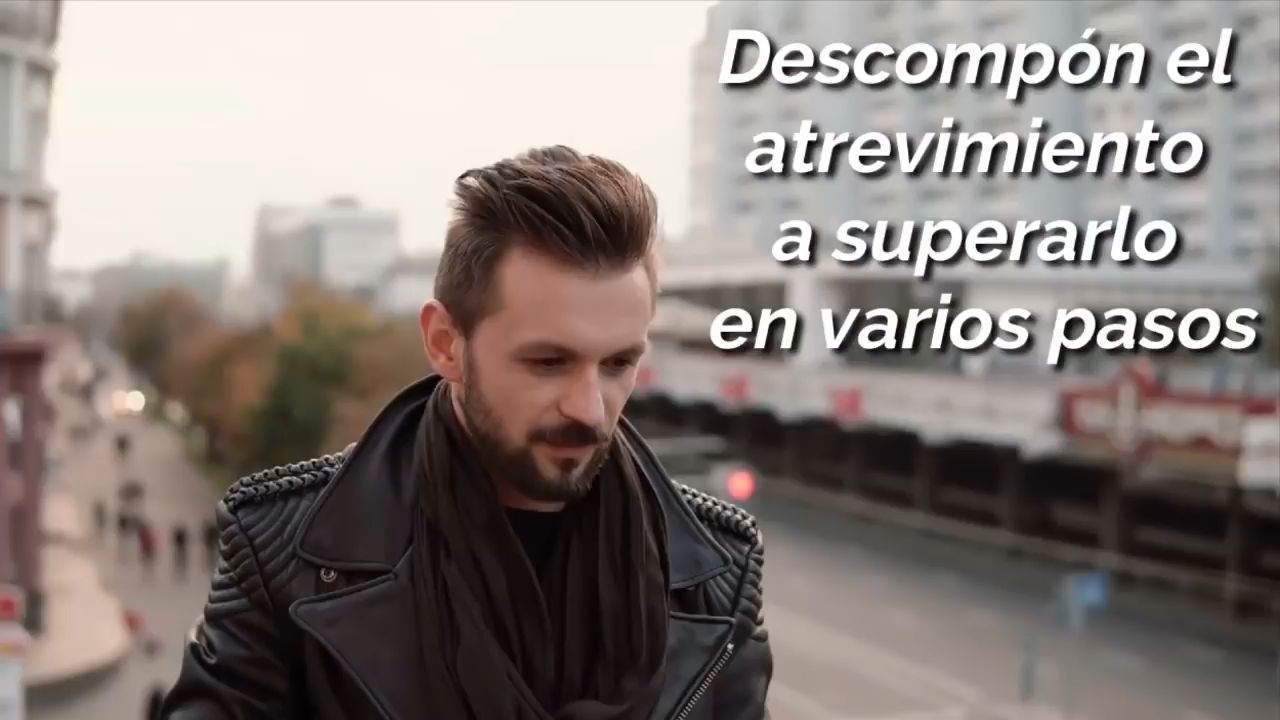 Descompón el
atrevimiento
a superarlo
en varios pasos